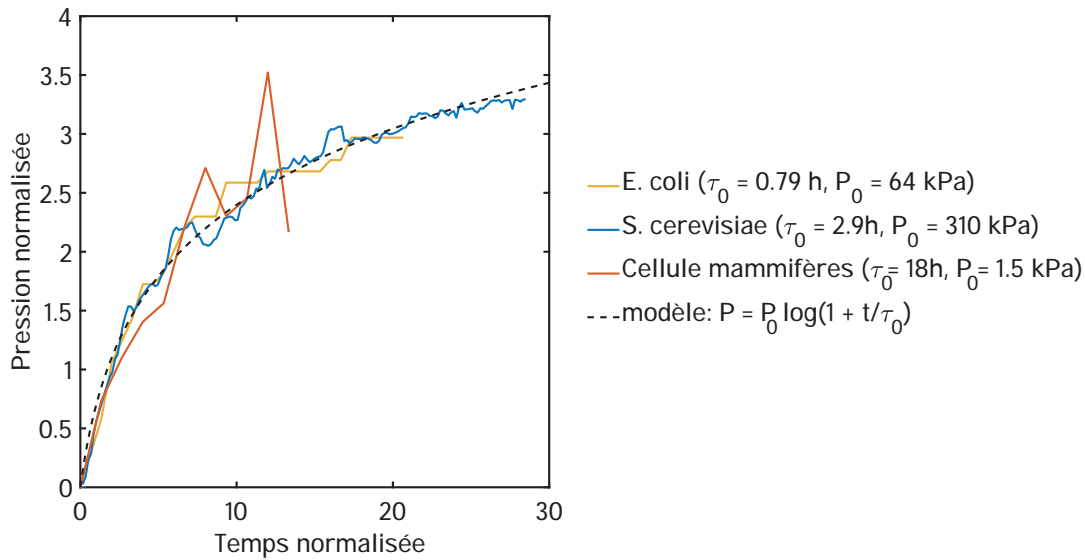 4
3.5
3
2.5
2
1.5
1
0.5
0
0 10 20 30
Pression normalisée
Temps normalisée
E. coli (τ0 = 0.79 h, P0 = 64 kPa)
S. cerevisiae (τ0 = 2.9h, P0 = 310 kPa)
Cellule mammifères (τ0= 18h, P0= 1.5 kPa)
modèle: P = P0 log(1 + t/τ0)